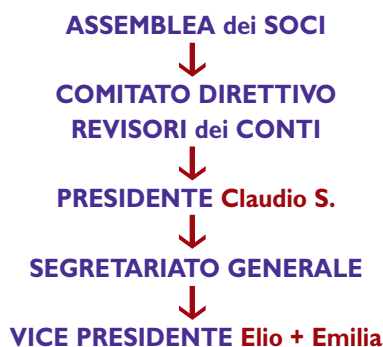 ASSEMBLEA dei SOCI
COMITATO DIRETTIVO
REVISORI dei CONTI
PRESIDENTE Claudio S.
SEGRETARIATO GENERALE
VICE PRESIDENTE Elio + Emilia